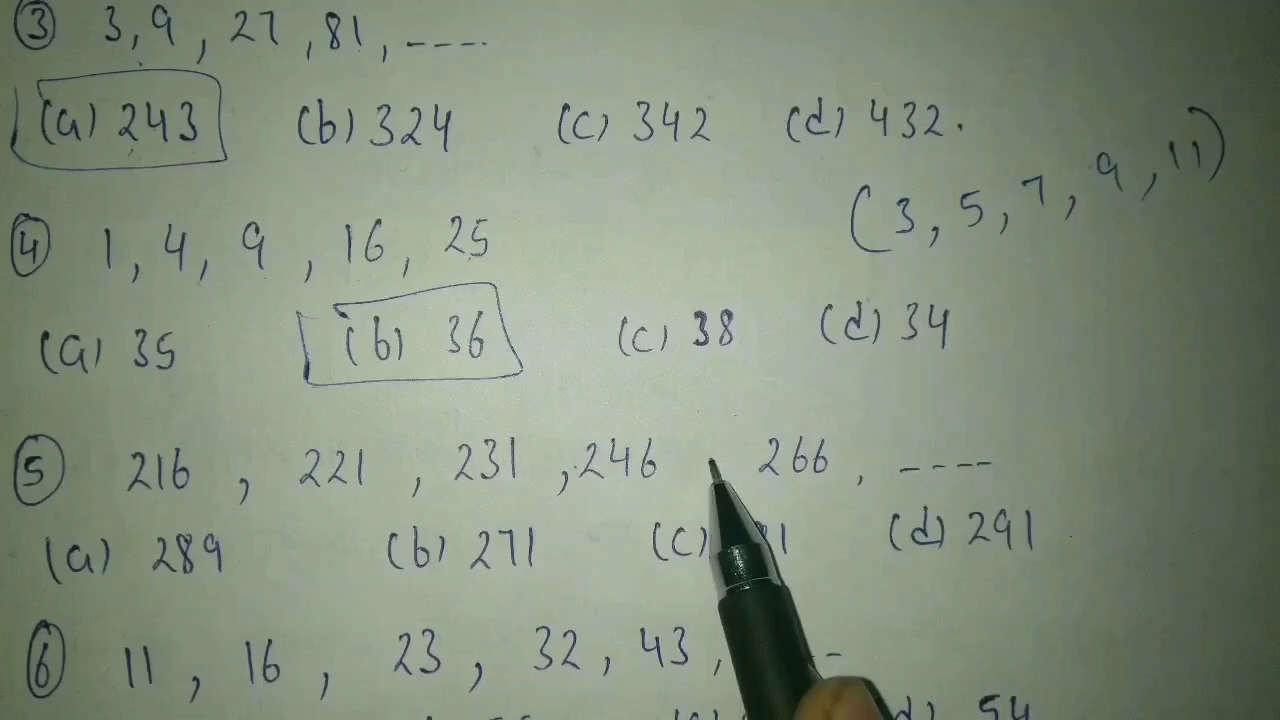 ③ 3, 9, 27, 81, ----
(a) 243 (b) 324 (c) 342 (d) 432.
(3, 5, 7, 9, 11)
④ 1, 4, 9, 16, 25
(a) 35 (b) 36 (c) 38 (d) 34
⑤ 216, 221, 231, 246 266, ----
(a) 289 (b) 271 (c) (d) 291
⑥ 11, 16, 23, 32, 43,
(d) 54